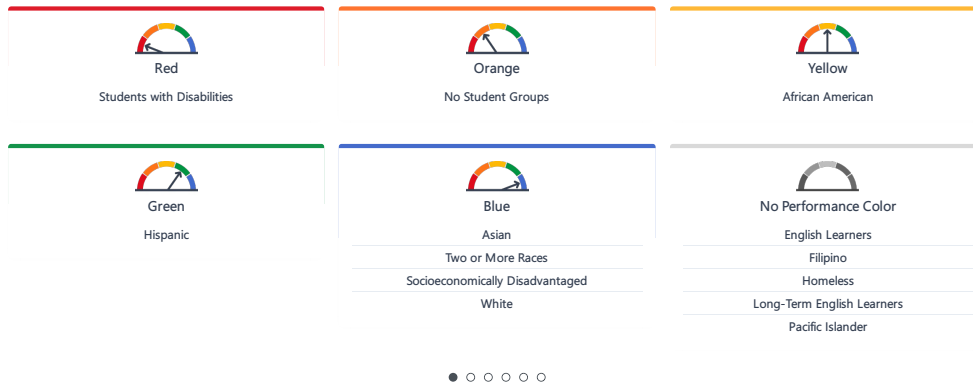 Red
Students with Disabilities
Orange
No Student Groups
Yellow
African American
Green
Hispanic
Blue
Asian
Two or More Races
Socioeconomically Disadvantaged
White
No Performance Color
English Learners
Filipino
Homeless
Long-Term English Learners
Pacific Islander